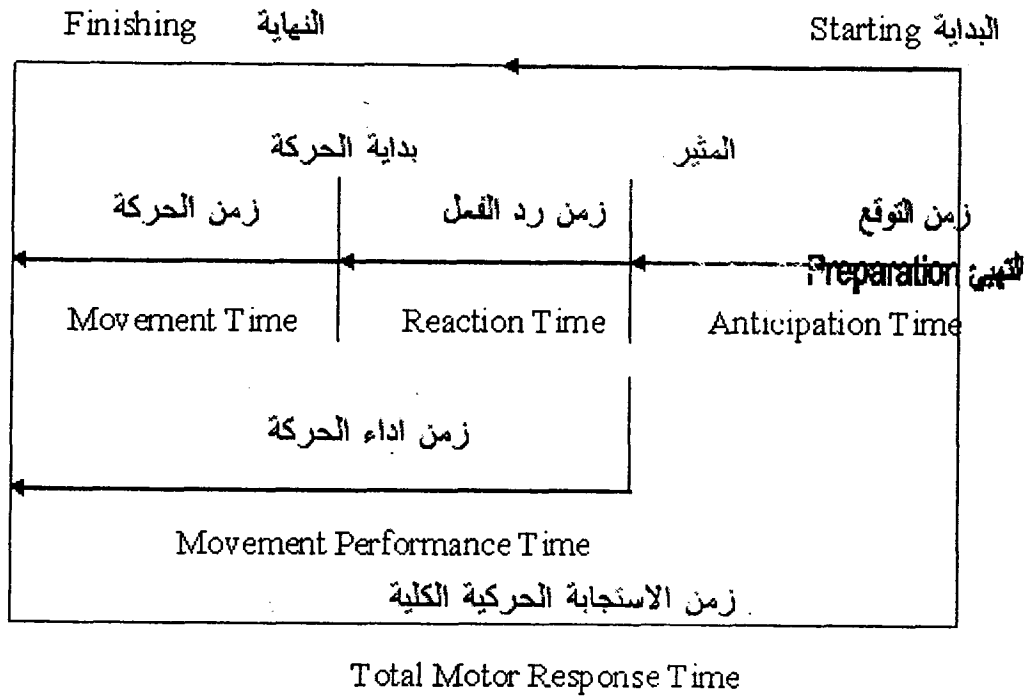 البداية Starting
النهاية Finishing
المثير
بداية الحركة
زمن التوقع
زمن رد الفعل
زمن الحركة
التهيئ Preparation
Anticipation Time
Reaction Time
Movement Time
زمن اداء الحركة
Movement Performance Time
زمن الاستجابة الحركية الكلية
Total Motor Response Time